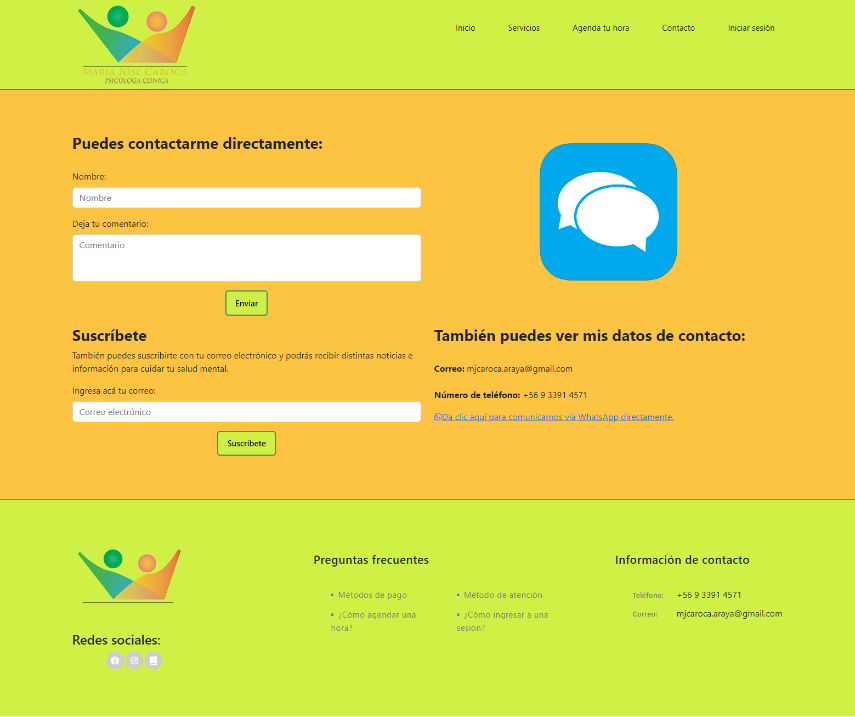 MARIA JOSE CAROCA
PSICÓLOGA CLINICA
Inicio Servicios Agenda tu hora Contacto Iniciar sesión
Puedes contactarme directamente:
Nombre:
Nombre
Deja tu comentario:
Comentario
Enviar
Suscríbete
También puedes suscribirte con tu correo electrónico y podrás recibir distintas noticias e
información para cuidar tu salud mental.
Ingresa acá tu correo:
Correo electrónico
Suscríbete
También puedes ver mis datos de contacto:
Correo: mjcaroca.araya@gmail.com
Número de teléfono: +56 9 3391 4571
Da clic aquí para comunicarnos vía WhatsApp directamente.
Redes sociales:
Preguntas frecuentes
Métodos de pago
¿Cómo agendar una
hora?
Método de atención
¿Cómo ingresar a una
sesión?
Información de contacto
Teléfono: +56 9 3391 4571
Correo: mjcaroca.araya@gmail.com